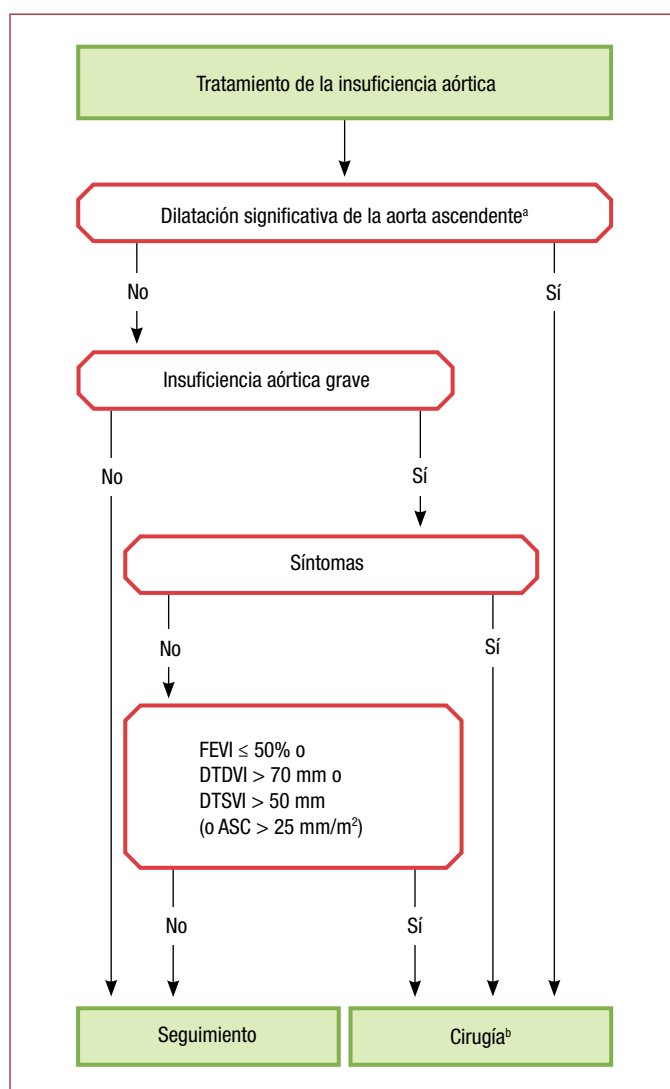 Tratamiento de la insuficiencia aórtica
Dilatación significativa de la aorta ascendenteᵃ
No
Sí
Insuficiencia aórtica grave
No
Sí
Síntomas
No
Sí
FEVI ≤ 50% o
DTDVI > 70 mm o
DTSVI > 50 mm
(o ASC > 25 mm/m²)
No
Sí
Seguimiento
Cirugíaᵇ